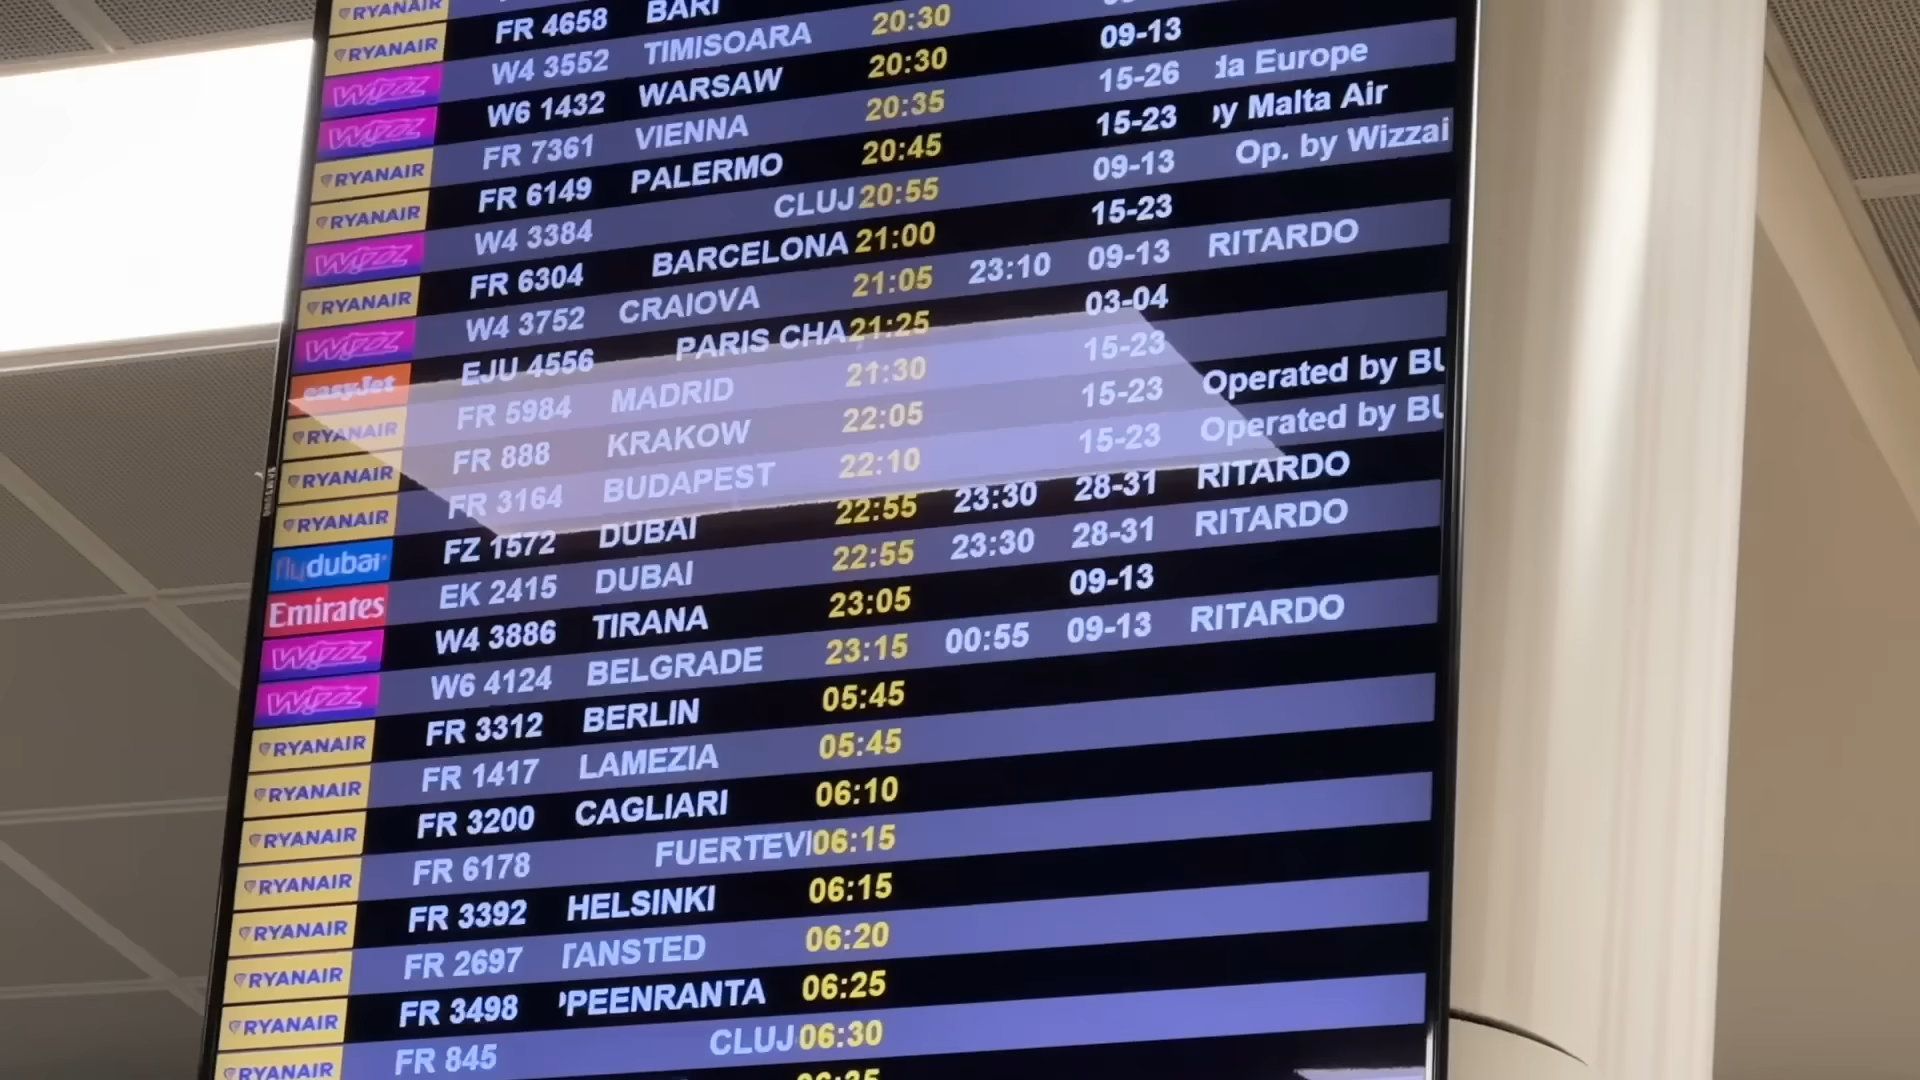 RYANAIR
RYANAIR FR 4658 BARI
WIZZ W4 3552 TIMISOARA 20:30
WIZZ W6 1432 WARSAW 20:30 09-13
RYANAIR FR 7361 VIENNA 20:35 15-26 da Europe
RYANAIR FR 6149 PALERMO 20:45 15-23 y Malta Air
WIZZ W4 3384 CLUJ 20:55 09-13 Op. by Wizzai
RYANAIR FR 6304 BARCELONA 21:00 15-23
WIZZ W4 3752 CRAIOVA 21:05 23:10 09-13 RITARDO
easyJet EJU 4556 PARIS CHA 21:25 03-04
RYANAIR FR 5984 MADRID 21:30 15-23
RYANAIR FR 888 KRAKOW 22:05 15-23 Operated by BU
RYANAIR FR 3164 BUDAPEST 22:10 15-23 Operated by BU
flydubai FZ 1572 DUBAI 22:55 23:30 28-31 RITARDO
Emirates EK 2415 DUBAI 22:55 23:30 28-31 RITARDO
WIZZ W4 3886 TIRANA 23:05 09-13
WIZZ W6 4124 BELGRADE 23:15 00:55 09-13 RITARDO
RYANAIR FR 3312 BERLIN 05:45
RYANAIR FR 1417 LAMEZIA 05:45
RYANAIR FR 3200 CAGLIARI 06:10
RYANAIR FR 6178 FUERTEV 06:15
RYANAIR FR 3392 HELSINKI 06:15
RYANAIR FR 2697 TANSTED 06:20
RYANAIR FR 3498 PPEENRANTA 06:25
RYANAIR FR 845 CLUJ 06:30
06:35
SAMSUNG